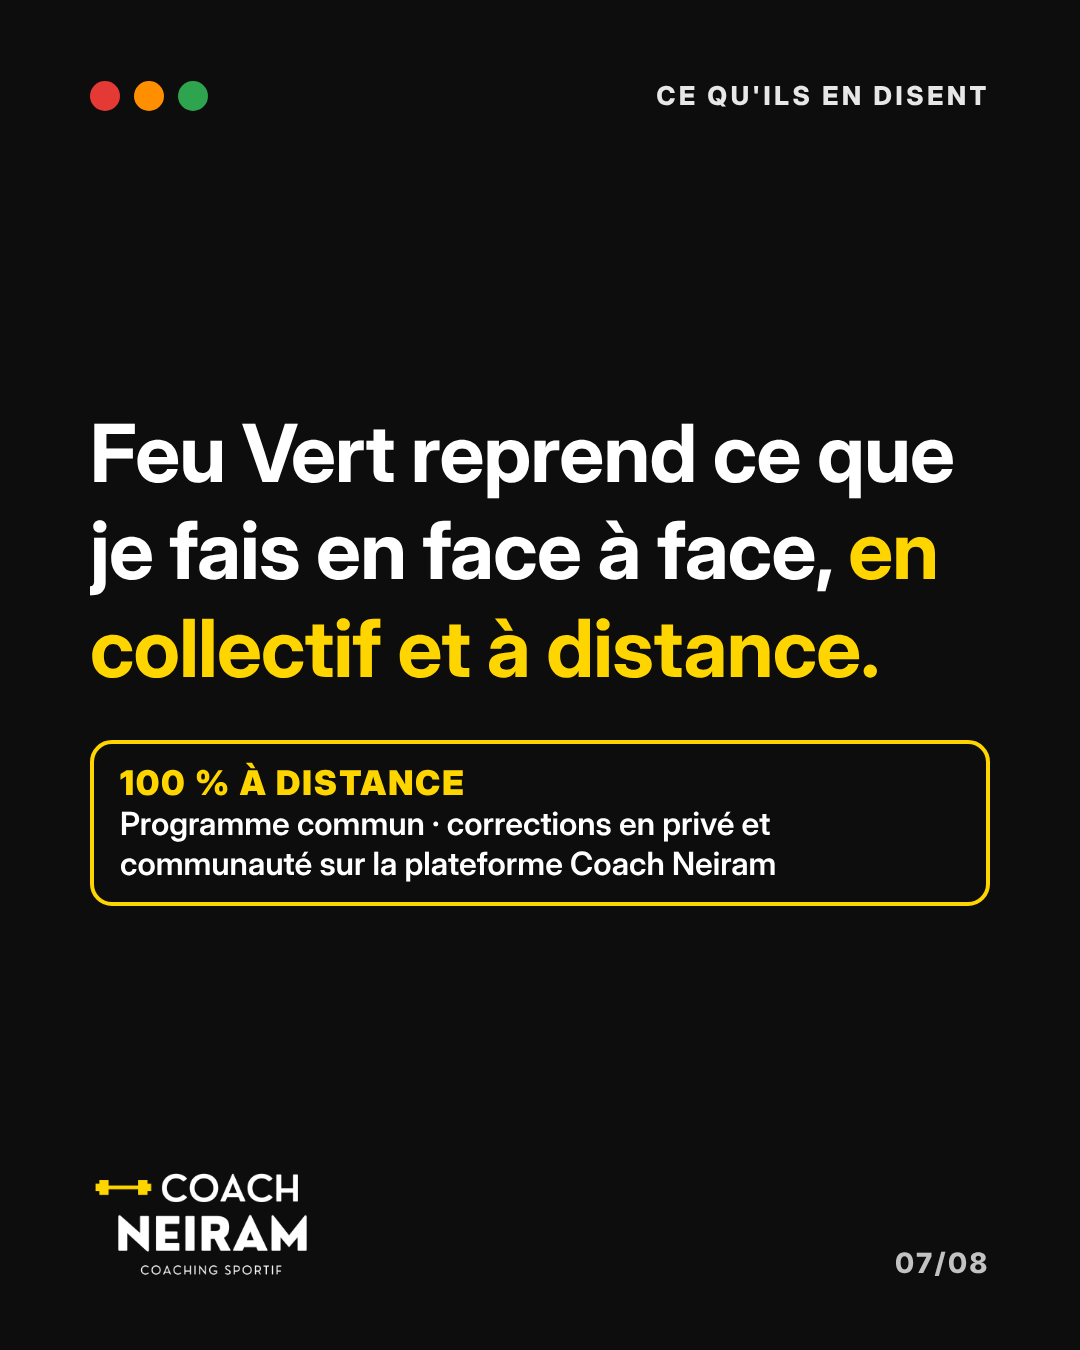 CE QU'ILS EN DISENT
Feu Vert reprend ce que
je fais en face à face, en
collectif et à distance.
100 % À DISTANCE
Programme commun · corrections en privé et
communauté sur la plateforme Coach Neiram
COACH
NEIRAM
COACHING SPORTIF
07/08